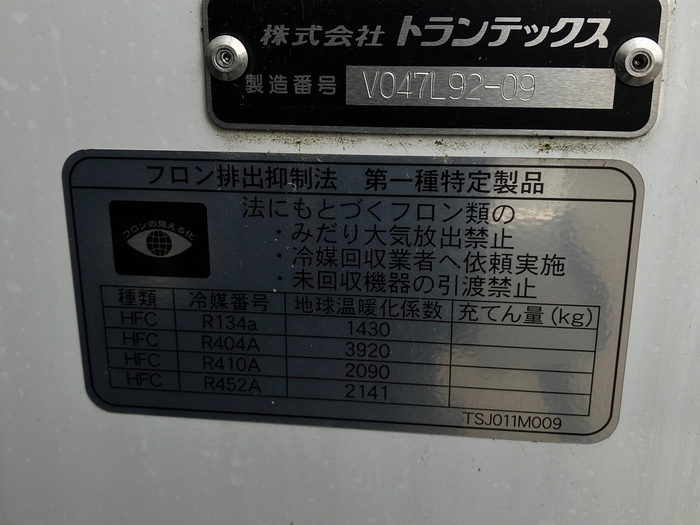 株式会社 トランテックス
製造番号 V047L92-09
フロン排出抑制法 第一種特定製品
フロンの見える化
法にもとづくフロン類の
・みだり大気放出禁止
・冷媒回収業者へ依頼実施
・未回収機器の引渡禁止
種類 冷媒番号 地球温暖化係数 充てん量(kg)
HFC R134a 1430
HFC R404A 3920
HFC R410A 2090
HFC R452A 2141
TSJ011M009